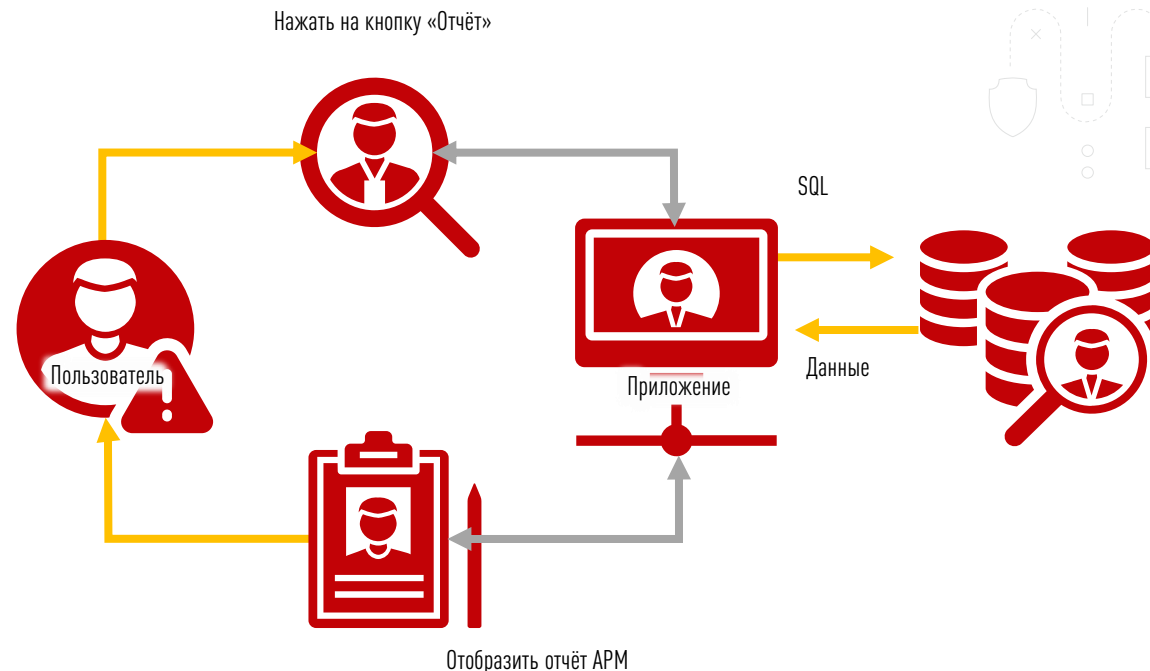 Нажать на кнопку «Отчёт»
SQL
Пользователь
Приложение
Данные
Отобразить отчёт АРМ